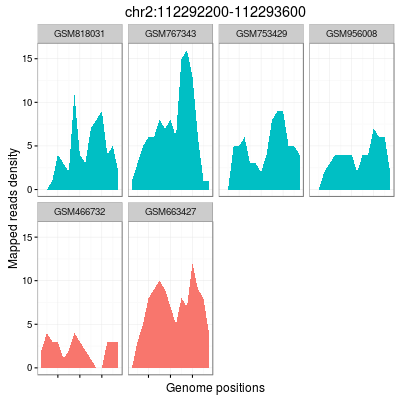 chr2:112292200-112293600
GSM818031 GSM767343 GSM753429 GSM956008
15
10
5
0
GSM466732 GSM663427
15
10
5
0
Mapped reads density
Genome positions